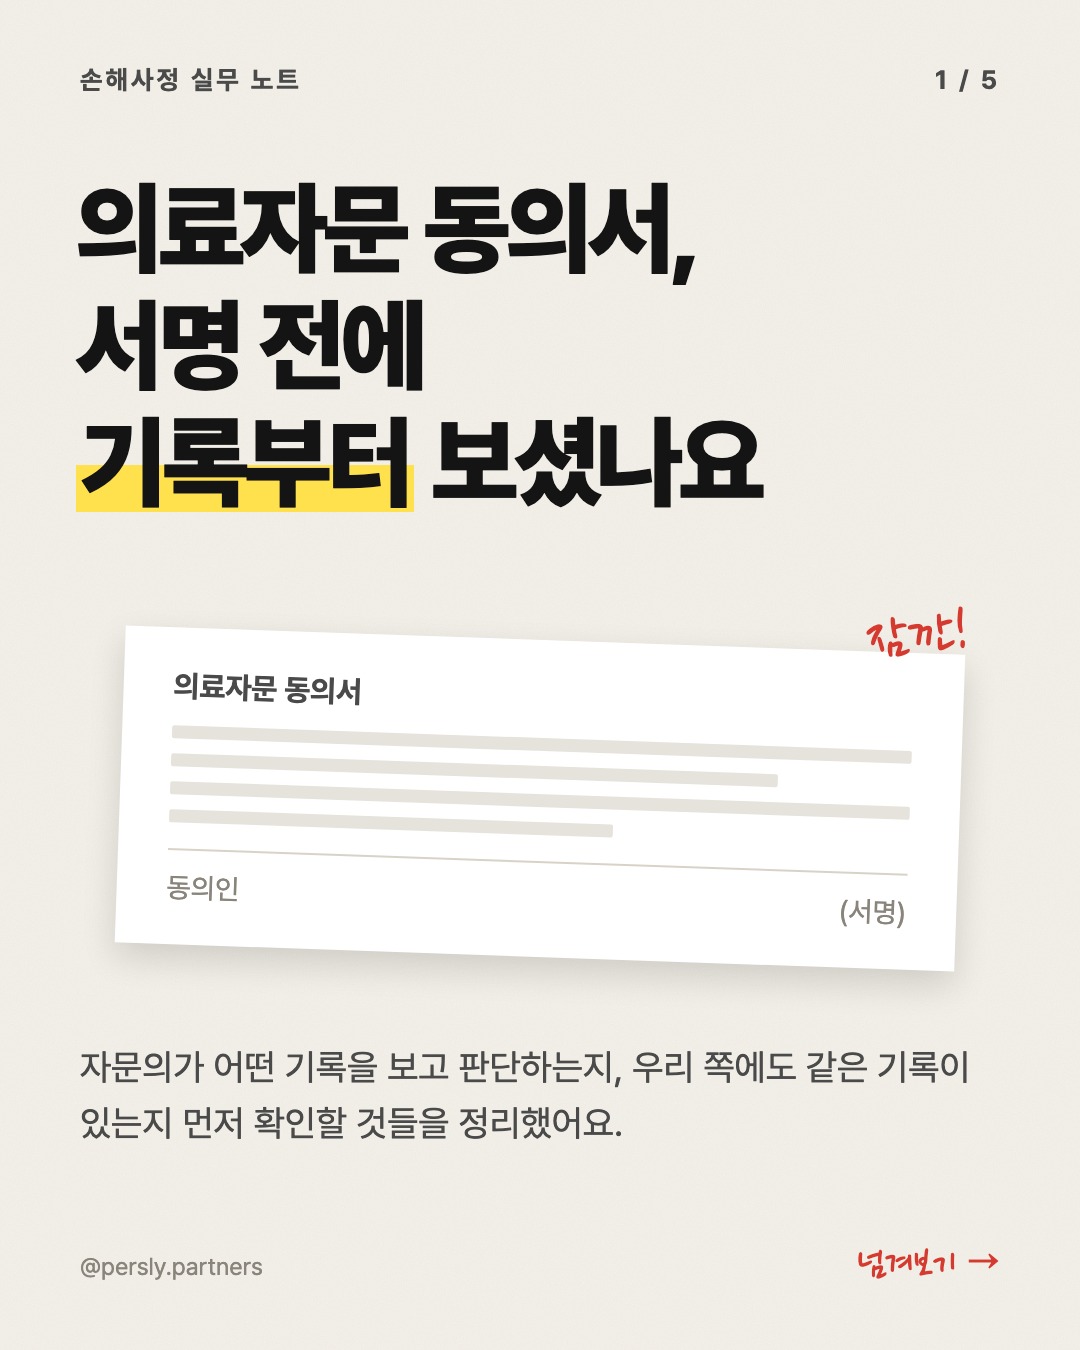 손해사정 실무 노트
1 / 5
의료자문 동의서,
서명 전에
기록부터 보셨나요
잠깐!
의료자문 동의서
동의인
(서명)
자문의가 어떤 기록을 보고 판단하는지, 우리 쪽에도 같은 기록이
있는지 먼저 확인할 것들을 정리했어요.
@persly.partners
넘겨보기 →